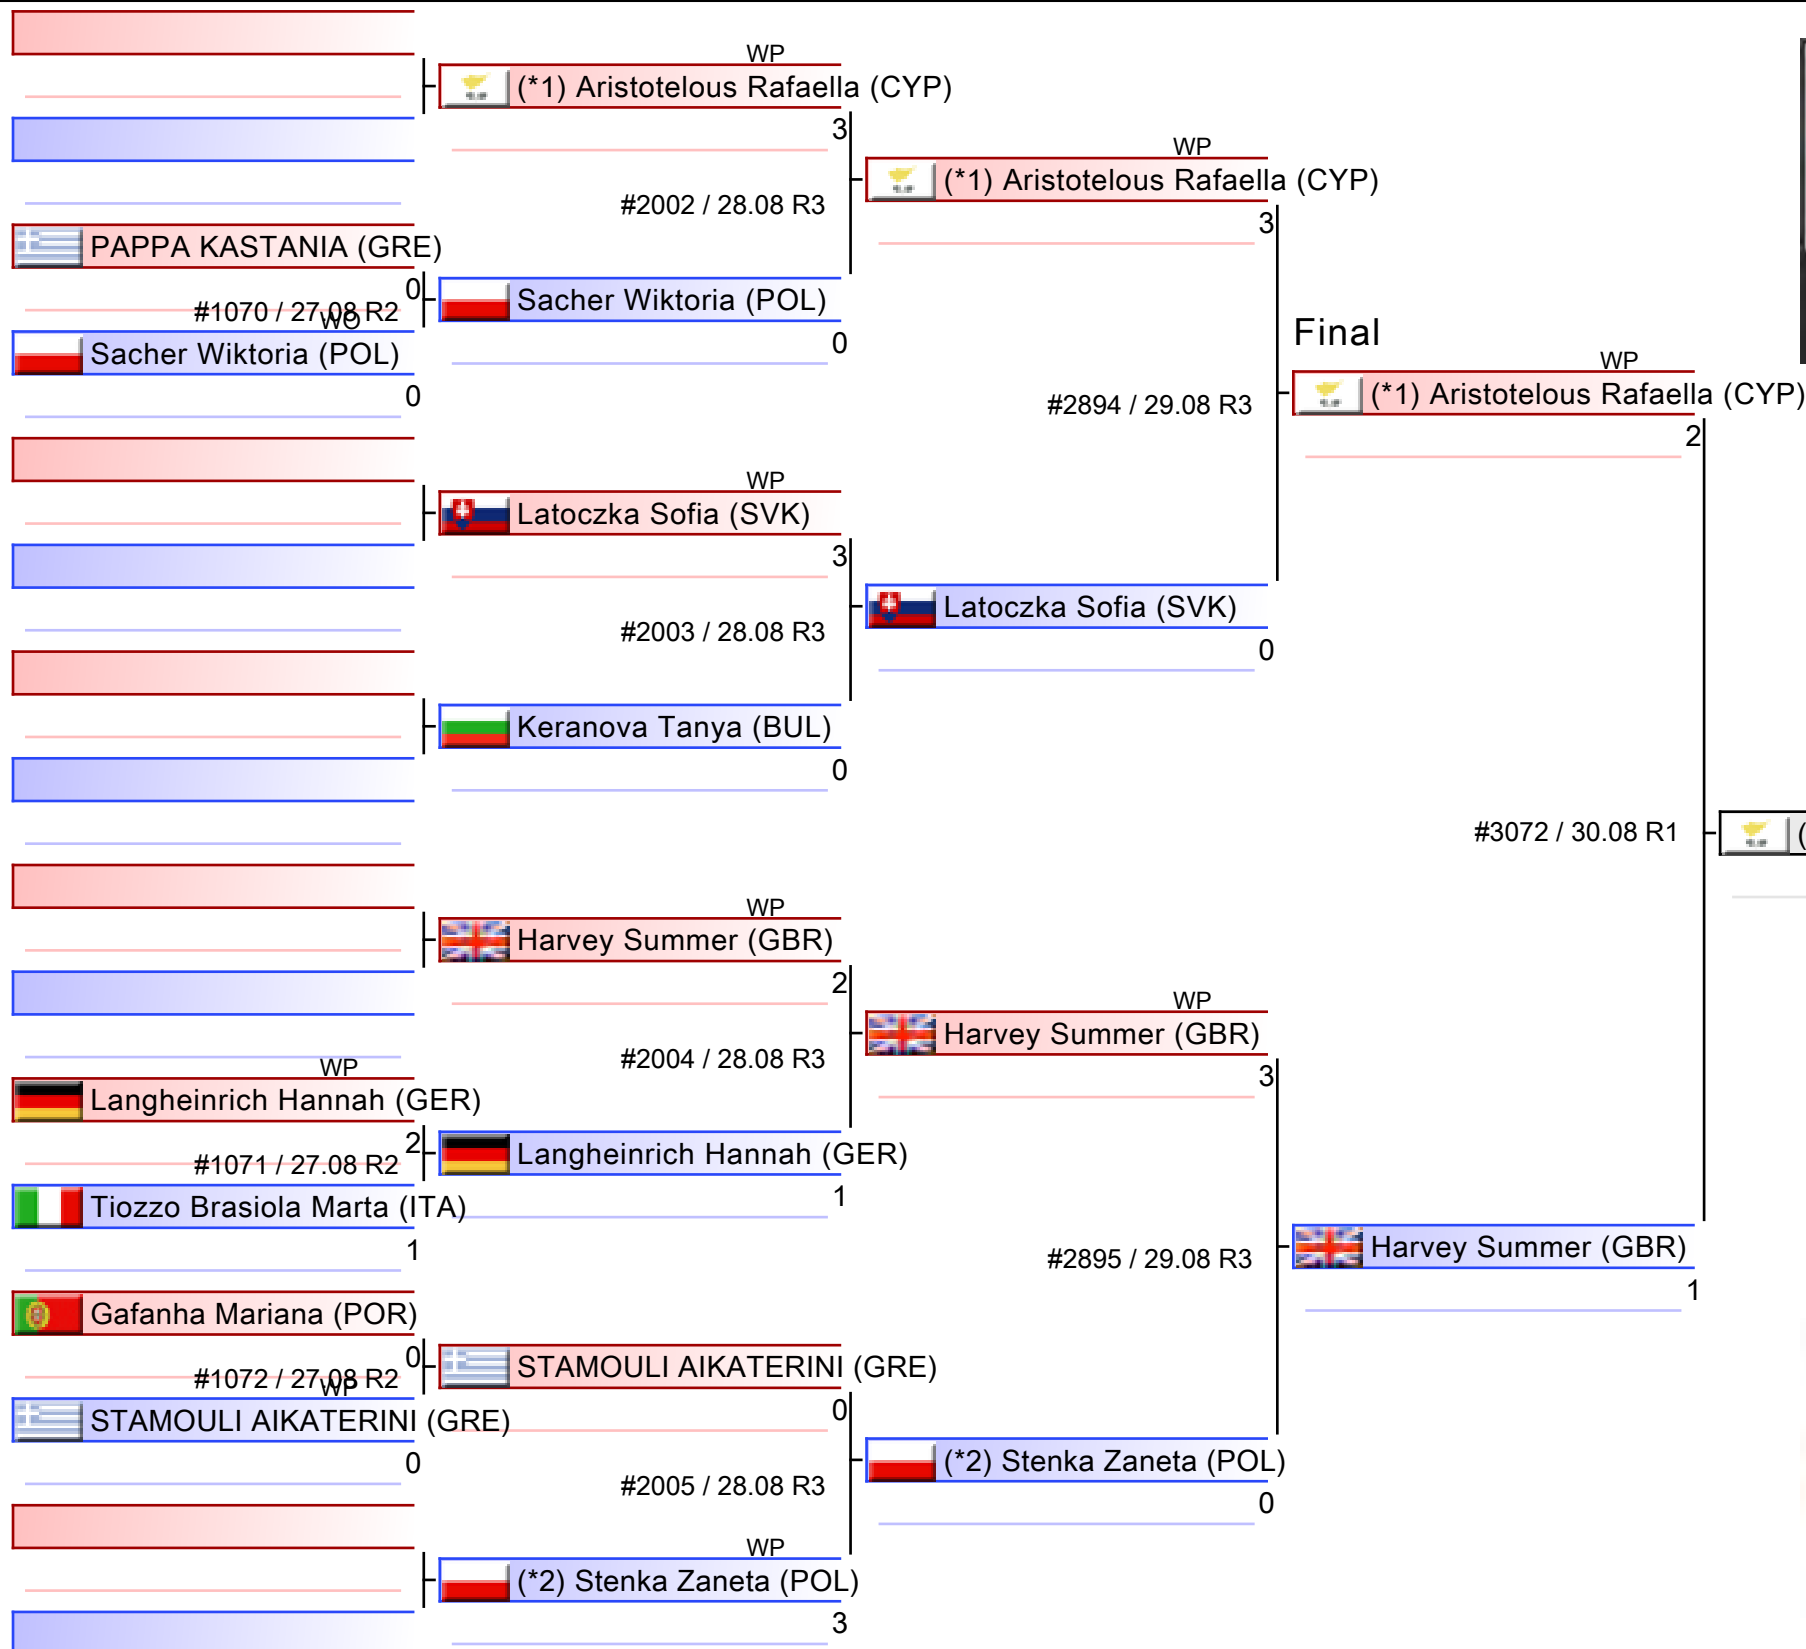 WP
(*1) Aristotelous Rafaella (CYP)
3
WP
(*1) Aristotelous Rafaella (CYP)
#2002 / 28.08 R3
3
PAPPA KASTANIA (GRE)
0
Sacher Wiktoria (POL)
#1070 / 27.08 R2
WO
Final
0
Sacher Wiktoria (POL)
WP
0
(*1) Aristotelous Rafaella (CYP)
#2894 / 29.08 R3
2
WP
Latoczka Sofia (SVK)
3
Latoczka Sofia (SVK)
#2003 / 28.08 R3
0
Keranova Tanya (BUL)
0
#3072 / 30.08 R1
(
WP
Harvey Summer (GBR)
2
WP
Harvey Summer (GBR)
#2004 / 28.08 R3
WP
3
Langheinrich Hannah (GER)
2
Langheinrich Hannah (GER)
#1071 / 27.08 R2
1
Tiozzo Brasiola Marta (ITA)
1
Harvey Summer (GBR)
#2895 / 29.08 R3
1
Gafanha Mariana (POR)
0
STAMOULI AIKATERINI (GRE)
#1072 / 27.08 R2
WP
0
STAMOULI AIKATERINI (GRE)
0
(*2) Stenka Zaneta (POL)
#2005 / 28.08 R3
0
WP
(*2) Stenka Zaneta (POL)
3